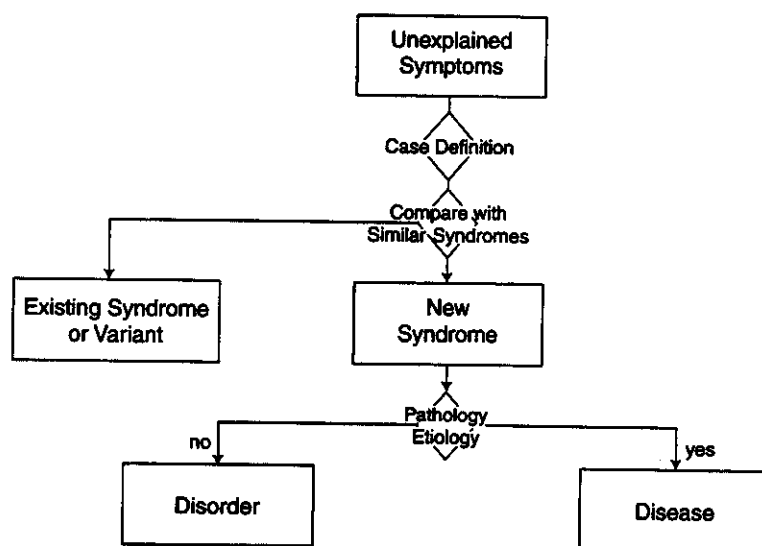 Unexplained
Symptoms
Case Definition
Compare with
Similar Syndromes
Existing Syndrome
or Variant
New
Syndrome
Pathology
Etiology
no
yes
Disorder
Disease